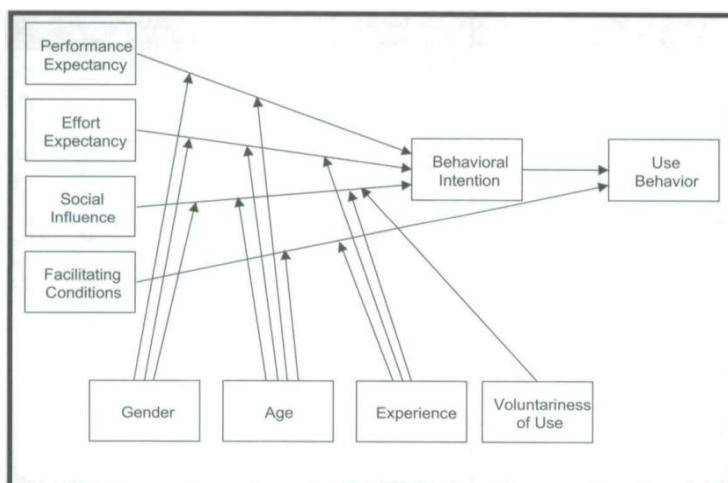 Performance
Expectancy
Effort
Expectancy
Social
Influence
Facilitating
Conditions
Behavioral
Intention
Use
Behavior
Gender
Age
Experience
Voluntariness
of Use